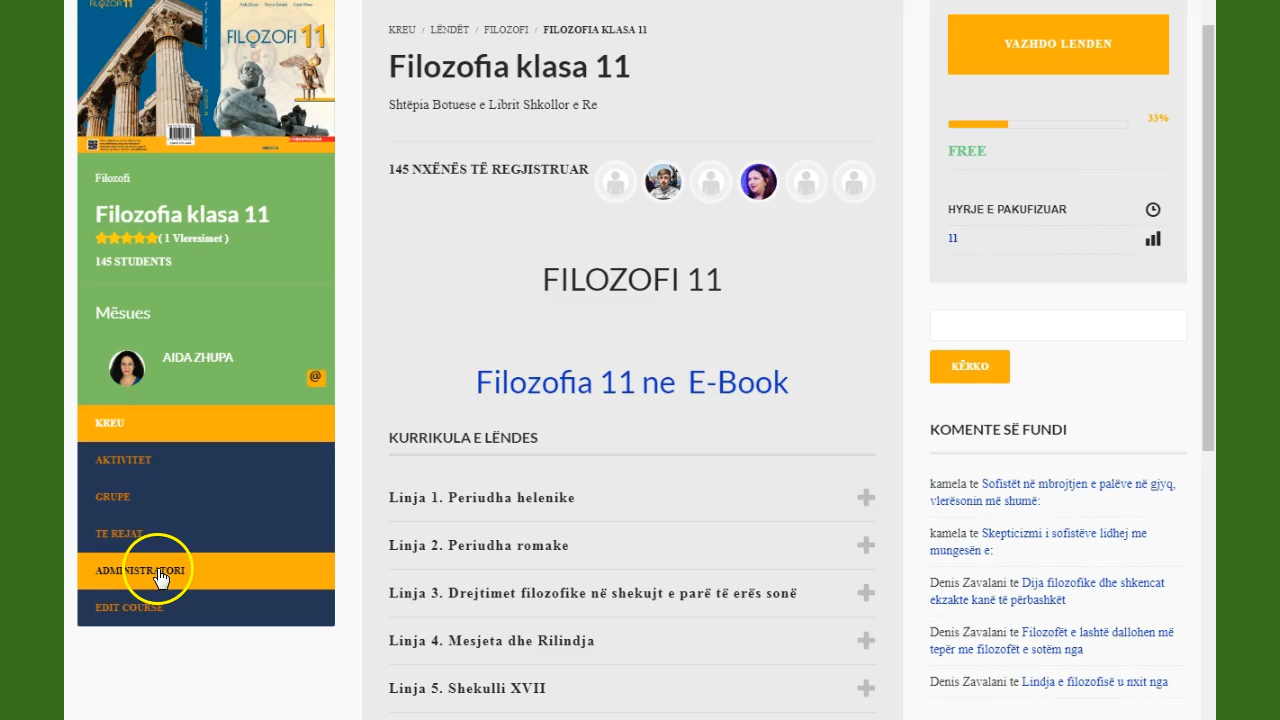 FILOZOFI 11
Filozofi
Filozofia klasa 11
( 1 Vleresimet )
145 STUDENTS
Mësues
AIDA ZHUPA
@
KREU
AKTIVITET
GRUPE
TE REJAT
ADMINISTRATORI
EDIT COURSE
KREU / LËNDËT / FILOZOFI / FILOZOFIA KLASA 11
Filozofia klasa 11
Shtëpia Botuese e Librit Shkollor e Re
145 NXËNËS TË REGJISTRUAR
FILOZOFI 11
Filozofia 11 ne E-Book
KURRIKULA E LËNDES
Linja 1. Periudha helenike
Linja 2. Periudha romake
Linja 3. Drejtimet filozofike në shekujt e parë të erës sonë
Linja 4. Mesjeta dhe Rilindja
Linja 5. Shekulli XVII
VAZHDO LENDEN
33%
FREE
HYRJE E PAKUFIZUAR
11
KËRKO
KOMENTE SË FUNDI
kamela te Sofistët në mbrojtjen e palëve në gjyq,
vlerësonin më shumë:
kamela te Skepticizmi i sofistëve lidhej me
mungesën e:
Denis Zavalani te Dija filozofike dhe shkencat
ekzakte kanë të përbashkët
Denis Zavalani te Filozofët e lashtë dallohen më
tepër me filozofët e sotëm nga
Denis Zavalani te Lindja e filozofisë u nxit nga